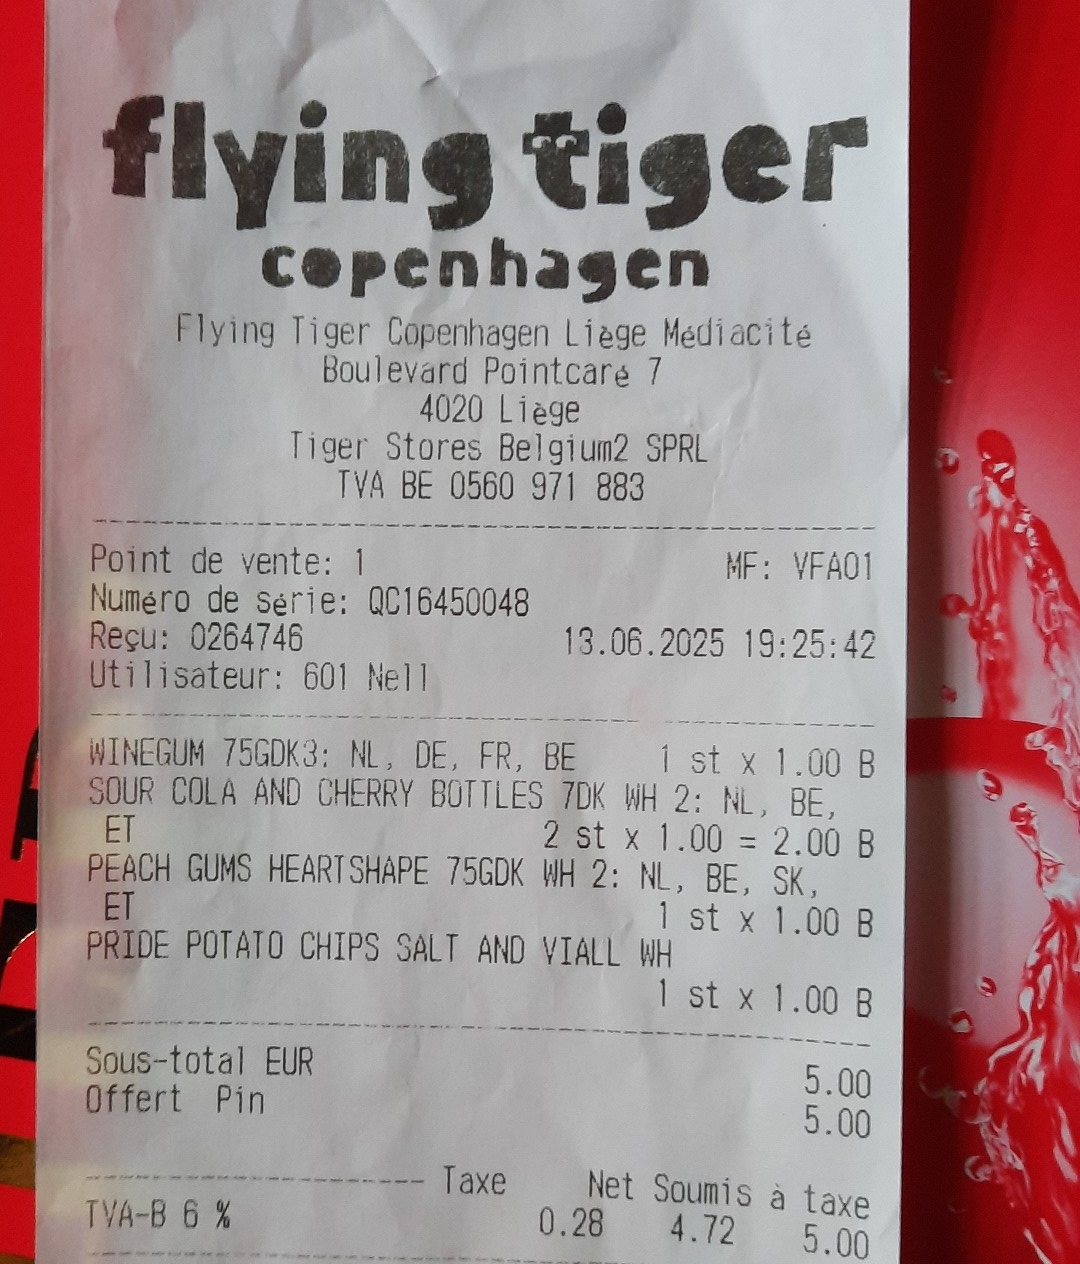 flying tiger
copenhagen
Flying Tiger Copenhagen Liège Médiacité
Boulevard Pointcaré 7
4020 Liège
Tiger Stores Belgium2 SPRL
TVA BE 0560 971 883
Point de vente: 1 MF: VFA01
Numéro de série: QC16450048
Reçu: 0264746 13.06.2025 19:25:42
Utilisateur: 601 Nell
WINEGUM 75GDK3: NL, DE, FR, BE 1 st x 1.00 B
SOUR COLA AND CHERRY BOTTLES 7DK WH 2: NL, BE,
ET 2 st x 1.00 = 2.00 B
PEACH GUMS HEARTSHAPE 75GDK WH 2: NL, BE, SK,
ET 1 st x 1.00 B
PRIDE POTATO CHIPS SALT AND VIALL WH
1 st x 1.00 B
Sous-total EUR 5.00
Offert Pin 5.00
Taxe Net Soumis à taxe
TVA-B 6 % 0.28 4.72 5.00